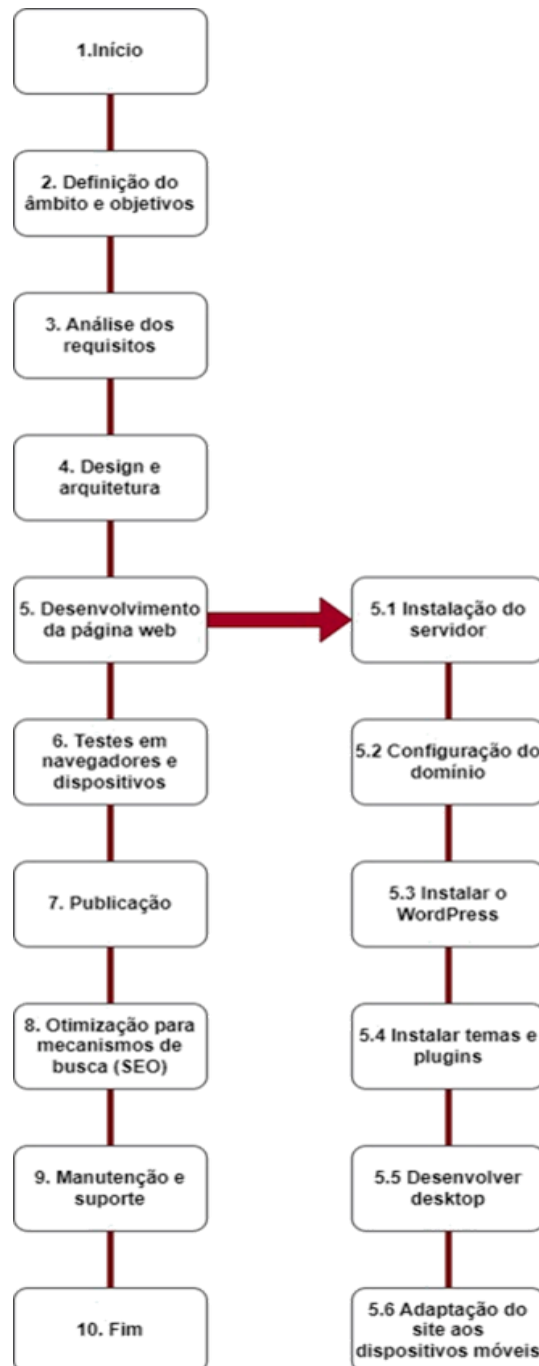 1.Início
2. Definição do
âmbito e objetivos
3. Análise dos
requisitos
4. Design e
arquitetura
5. Desenvolvimento
da página web
6. Testes em
navegadores e
dispositivos
7. Publicação
8. Otimização para
mecanismos de
busca (SEO)
9. Manutenção e
suporte
10. Fim
5.1 Instalação do
servidor
5.2 Configuração do
domínio
5.3 Instalar o
WordPress
5.4 Instalar temas e
plugins
5.5 Desenvolver
desktop
5.6 Adaptação do
site aos
dispositivos móveis